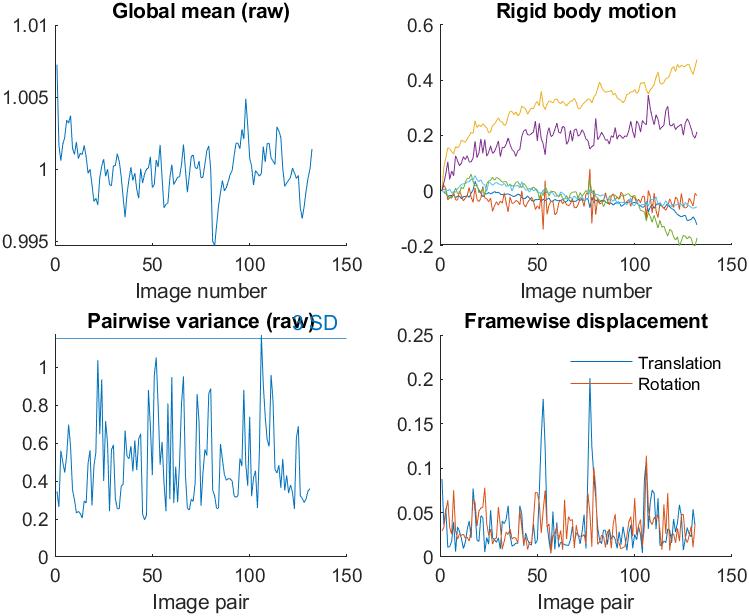 Global mean (raw)
1.01
1.005
1
0.995
0 50 100 150
Image number
Rigid body motion
0.6
0.4
0.2
0
-0.2
0 50 100 150
Image number
Pairwise variance (raw)
3 SD
1
0.8
0.6
0.4
0.2
0
0 50 100 150
Image pair
Framewise displacement
0.25
0.2
0.15
0.1
0.05
0
Translation
Rotation
0 50 100 150
Image pair